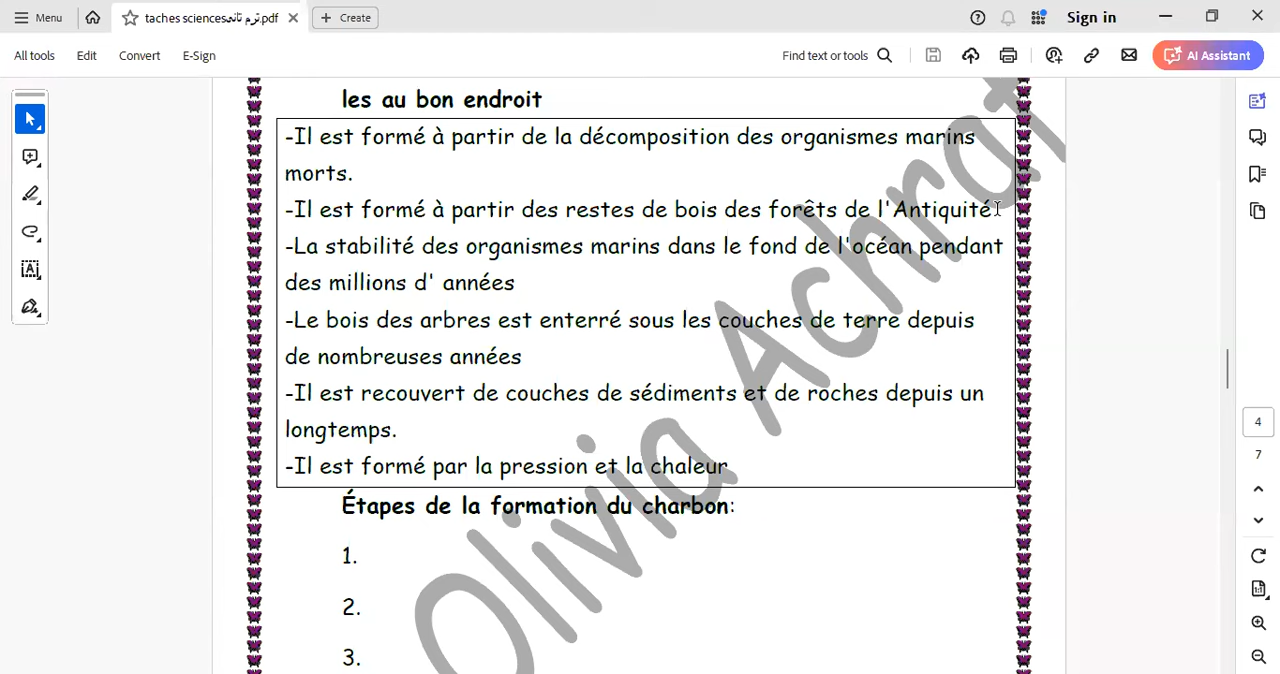 Menu
taches sciencesترم تانى.pdf
Create
Sign in
All tools
Edit
Convert
E-Sign
Find text or tools
AI Assistant
les au bon endroit
-Il est formé à partir de la décomposition des organismes marins
morts.
-Il est formé à partir des restes de bois des forêts de l'Antiquité
-La stabilité des organismes marins dans le fond de l'océan pendant
des millions d' années
-Le bois des arbres est enterré sous les couches de terre depuis
de nombreuses années
-Il est recouvert de couches de sédiments et de roches depuis un
longtemps.
-Il est formé par la pression et la chaleur
Étapes de la formation du charbon:
1.
2.
3.
Olivia Achraf
4
7